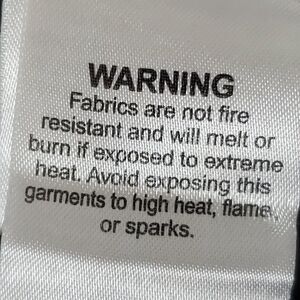 WARNING
Fabrics are not fire
resistant and will melt or
burn if exposed to extreme
heat. Avoid exposing this
garments to high heat, flame,
or sparks.